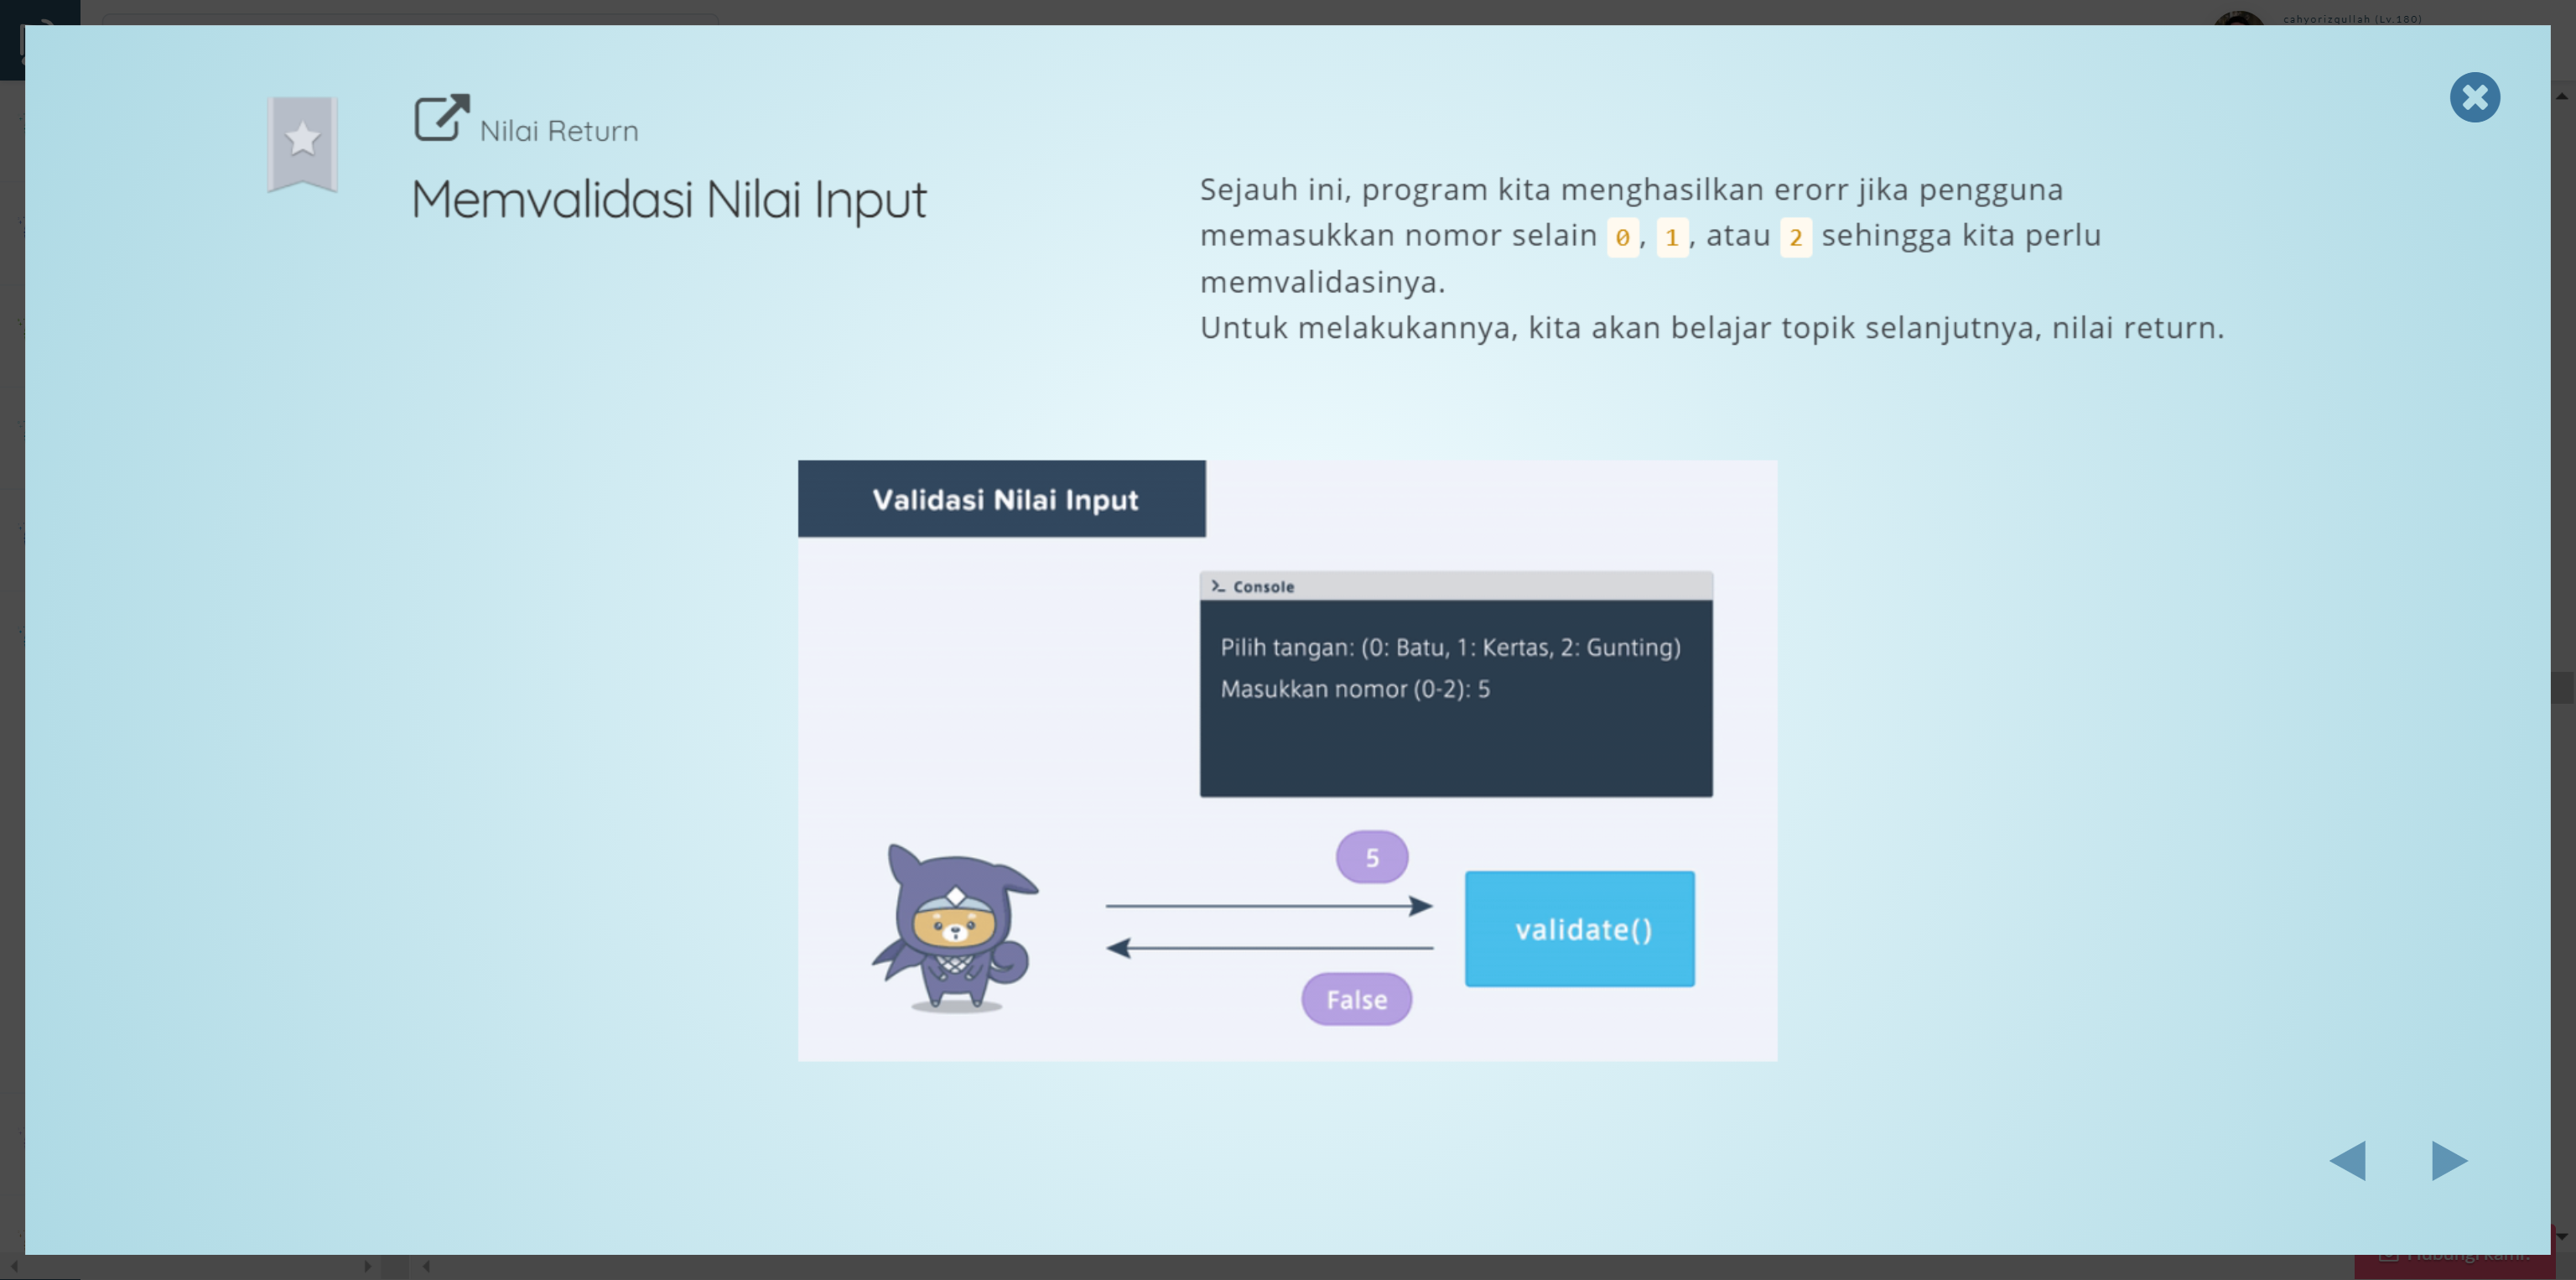 cahyorizqullah (Lv.180)
Nilai Return
Memvalidasi Nilai Input
Sejauh ini, program kita menghasilkan erorr jika pengguna
memasukkan nomor selain 0, 1, atau 2 sehingga kita perlu
memvalidasinya.
Untuk melakukannya, kita akan belajar topik selanjutnya, nilai return.
Validasi Nilai Input
>_ Console
Pilih tangan: (0: Batu, 1: Kertas, 2: Gunting)
Masukkan nomor (0-2): 5
5
validate()
False